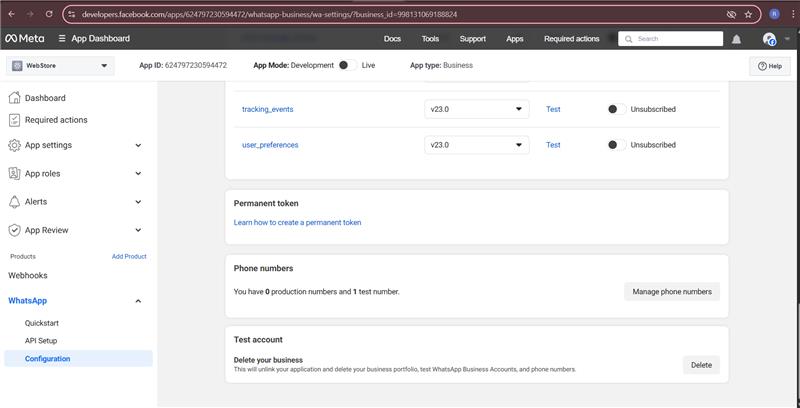 developers.facebook.com/apps/624797230594472/whatsapp-business/wa-settings/?business_id=998131069188824
R
Meta
App Dashboard
Docs
Tools
Support
Apps
Required actions
Search
WebStore
App ID: 624797230594472
App Mode: Development
Live
App type: Business
Help
Dashboard
Required actions
App settings
App roles
Alerts
App Review
Products
Add Product
Webhooks
WhatsApp
Quickstart
API Setup
Configuration
tracking_events
v23.0
Test
Unsubscribed
user_preferences
v23.0
Test
Unsubscribed
Permanent token
Learn how to create a permanent token
Phone numbers
You have 0 production numbers and 1 test number.
Manage phone numbers
Test account
Delete your business
This will unlink your application and delete your business portfolio, test WhatsApp Business Accounts, and phone numbers.
Delete